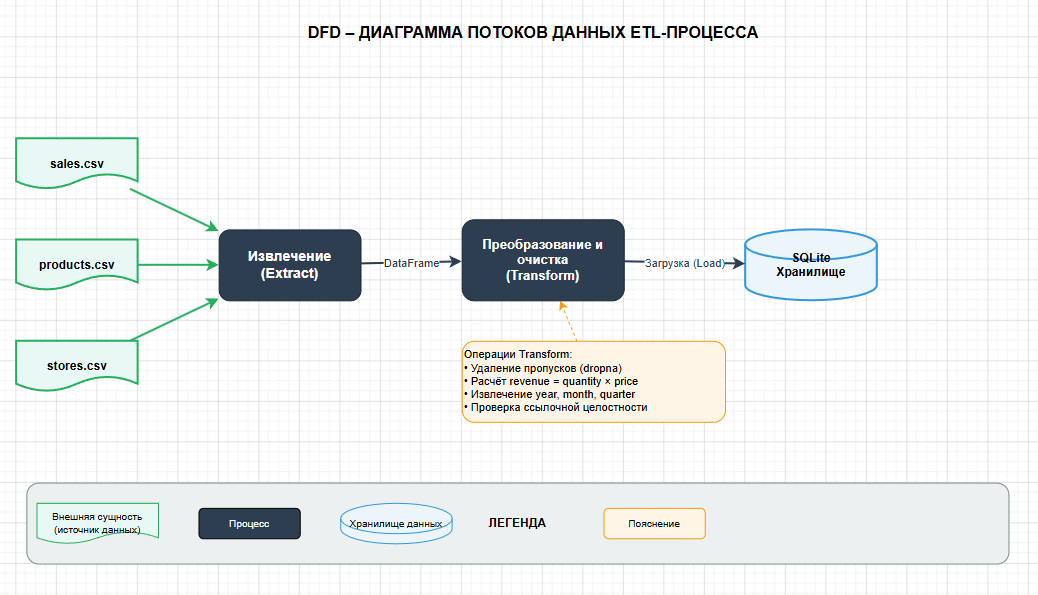 DFD – ДИАГРАММА ПОТОКОВ ДАННЫХ ETL-ПРОЦЕССА
sales.csv
products.csv
stores.csv
Извлечение
(Extract)
DataFrame
Преобразование и
очистка
(Transform)
Загрузка (Load)
SQLite
Хранилище
Операции Transform:
• Удаление пропусков (dropna)
• Расчёт revenue = quantity × price
• Извлечение year, month, quarter
• Проверка ссылочной целостности
Внешняя сущность
(источник данных)
Процесс
Хранилище данных
ЛЕГЕНДА
Пояснение